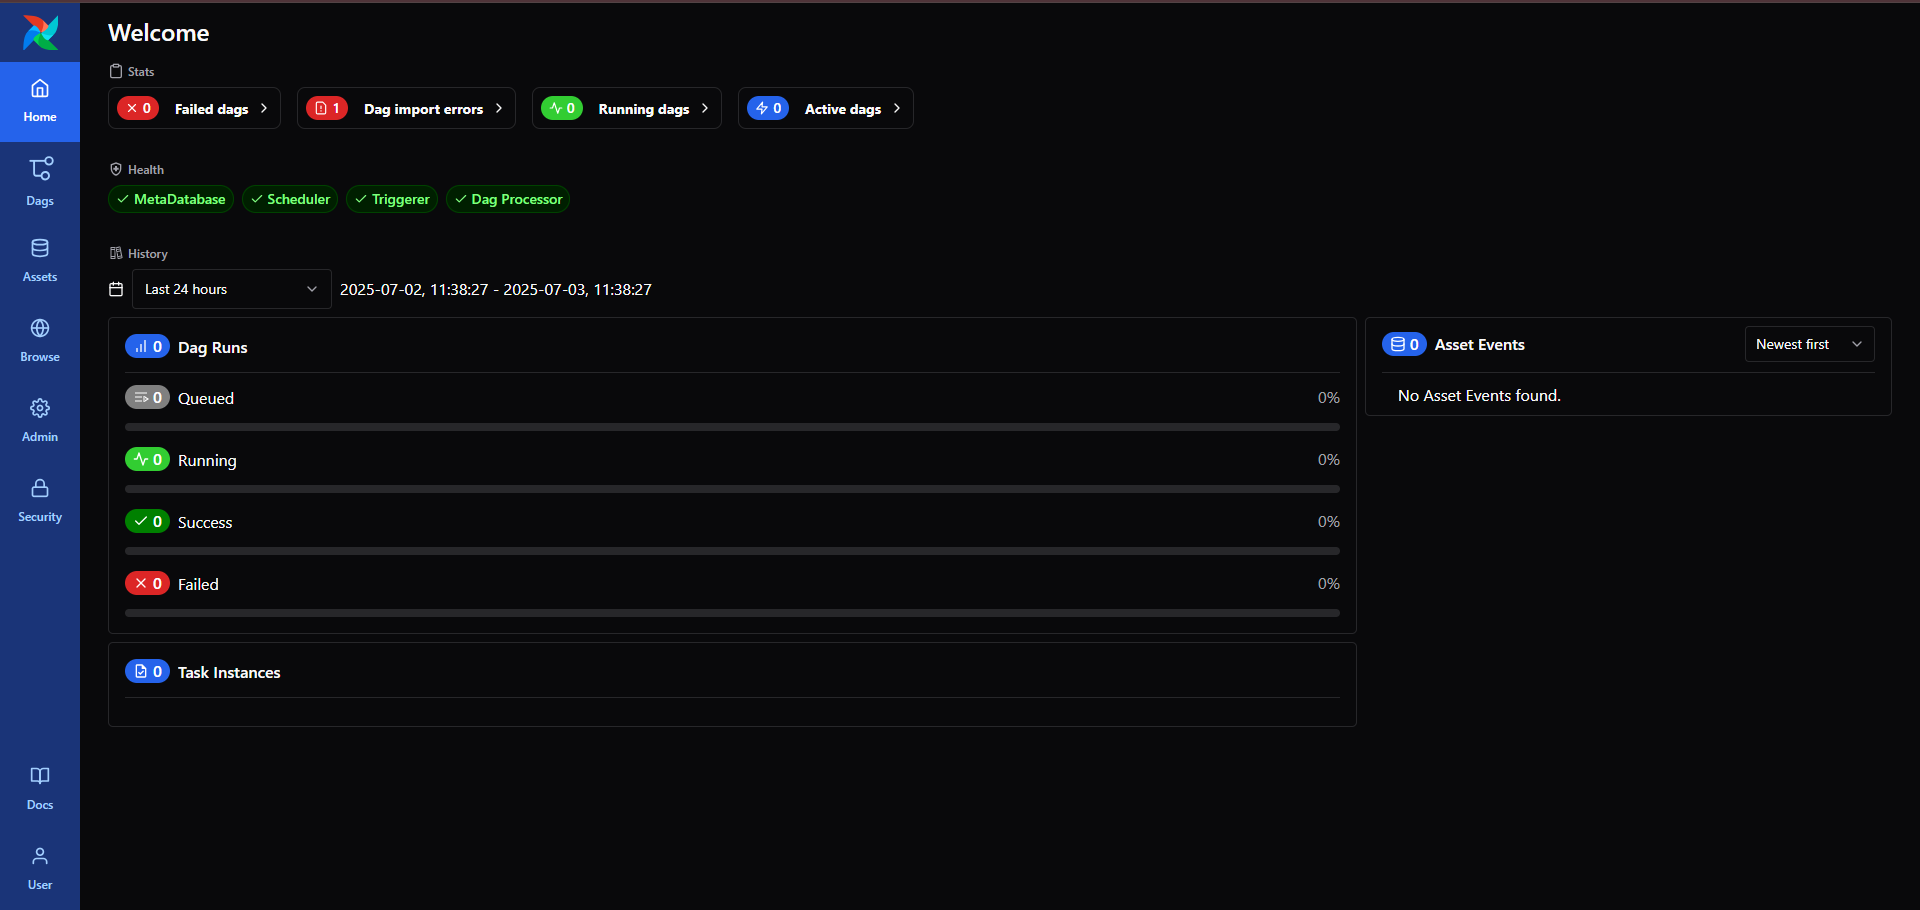 Home
Dags
Assets
Browse
Admin
Security
Docs
User
Welcome
Stats
0 Failed dags
1 Dag import errors
0 Running dags
0 Active dags
Health
MetaDatabase
Scheduler
Triggerer
Dag Processor
History
Last 24 hours 2025-07-02, 11:38:27 - 2025-07-03, 11:38:27
0 Dag Runs
0 Queued 0%
0 Running 0%
0 Success 0%
0 Failed 0%
0 Task Instances
0 Asset Events Newest first
No Asset Events found.